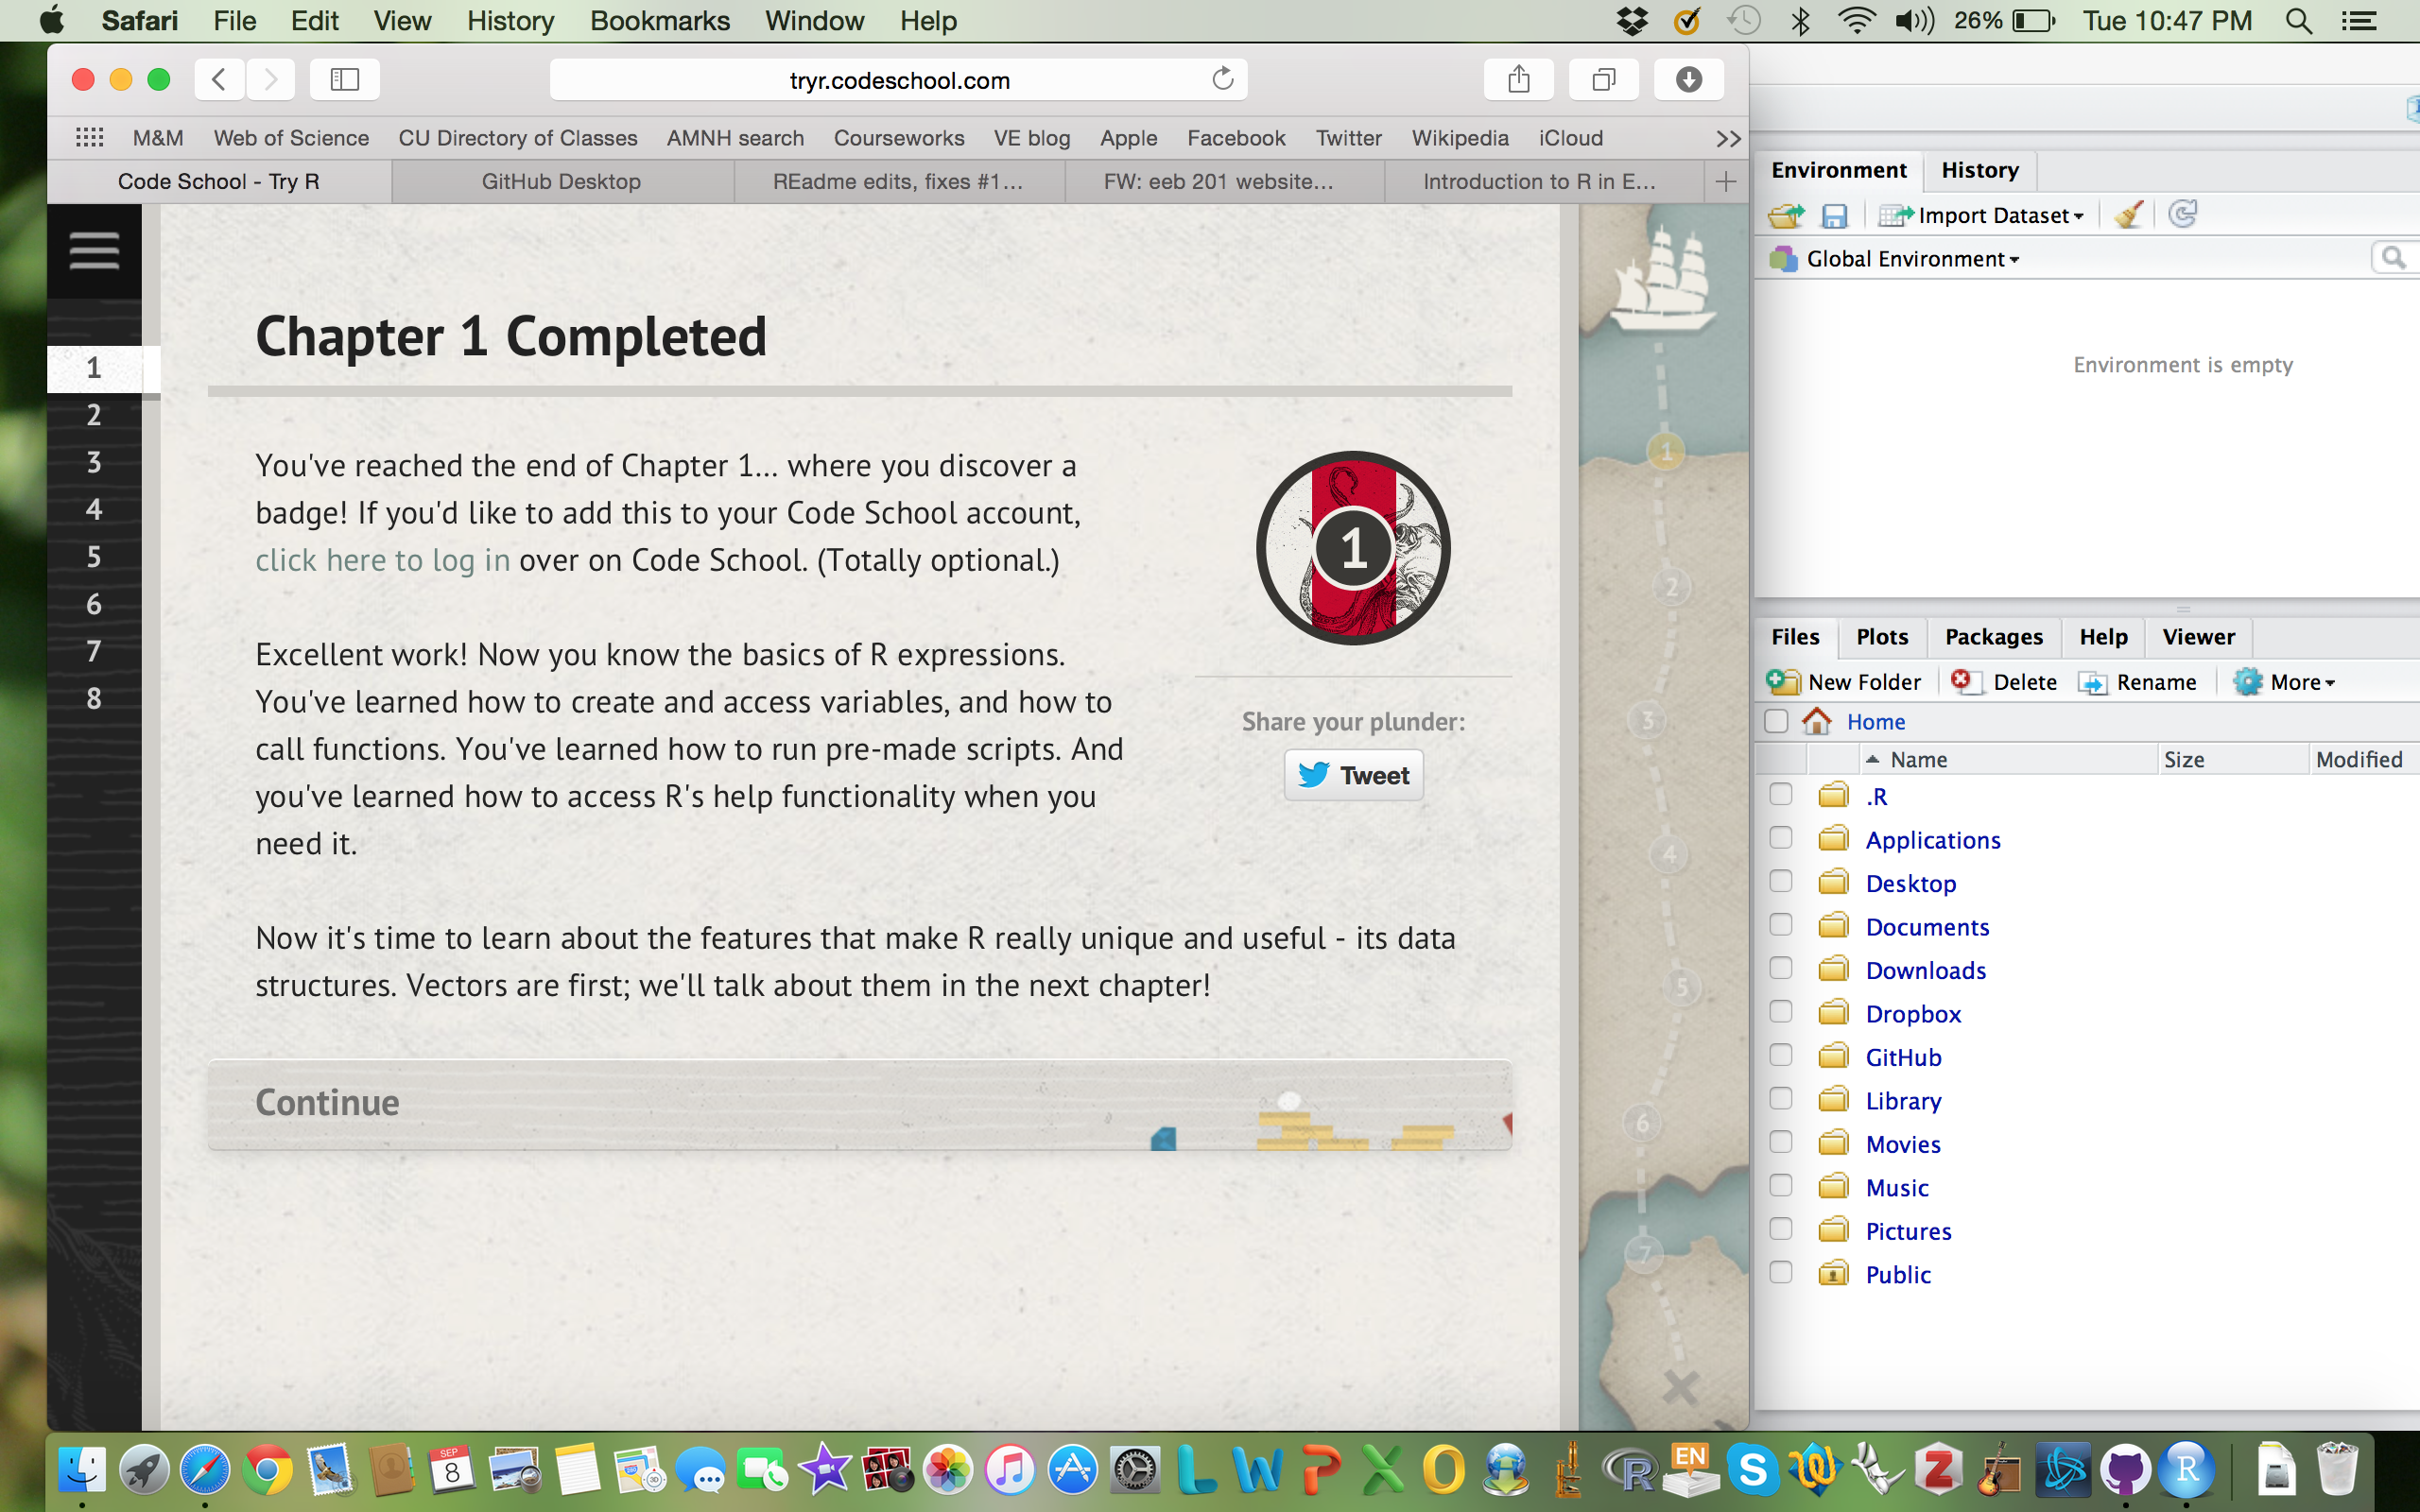 Safari File Edit View History Bookmarks Window Help 26% Tue 10:47 PM
tryr.codeschool.com
M&M Web of Science CU Directory of Classes AMNH search Courseworks VE blog Apple Facebook Twitter Wikipedia iCloud >>
Code School - Try R GitHub Desktop REadme edits, fixes #1... FW: eeb 201 website... Introduction to R in E... +
1
2
3
4
5
6
7
8
Chapter 1 Completed
You've reached the end of Chapter 1... where you discover a
badge! If you'd like to add this to your Code School account,
click here to log in over on Code School. (Totally optional.)
Excellent work! Now you know the basics of R expressions.
You've learned how to create and access variables, and how to
call functions. You've learned how to run pre-made scripts. And
you've learned how to access R's help functionality when you
need it.
Now it's time to learn about the features that make R really unique and useful - its data
structures. Vectors are first; we'll talk about them in the next chapter!
1
Share your plunder:
Tweet
Continue
1
2
3
4
5
6
7
Environment History
Import Dataset
Global Environment
Environment is empty
Files Plots Packages Help Viewer
New Folder Delete Rename More
Home
Name Size Modified
.R
Applications
Desktop
Documents
Downloads
Dropbox
GitHub
Library
Movies
Music
Pictures
Public
SEP
8
L W P X O R EN S Z R